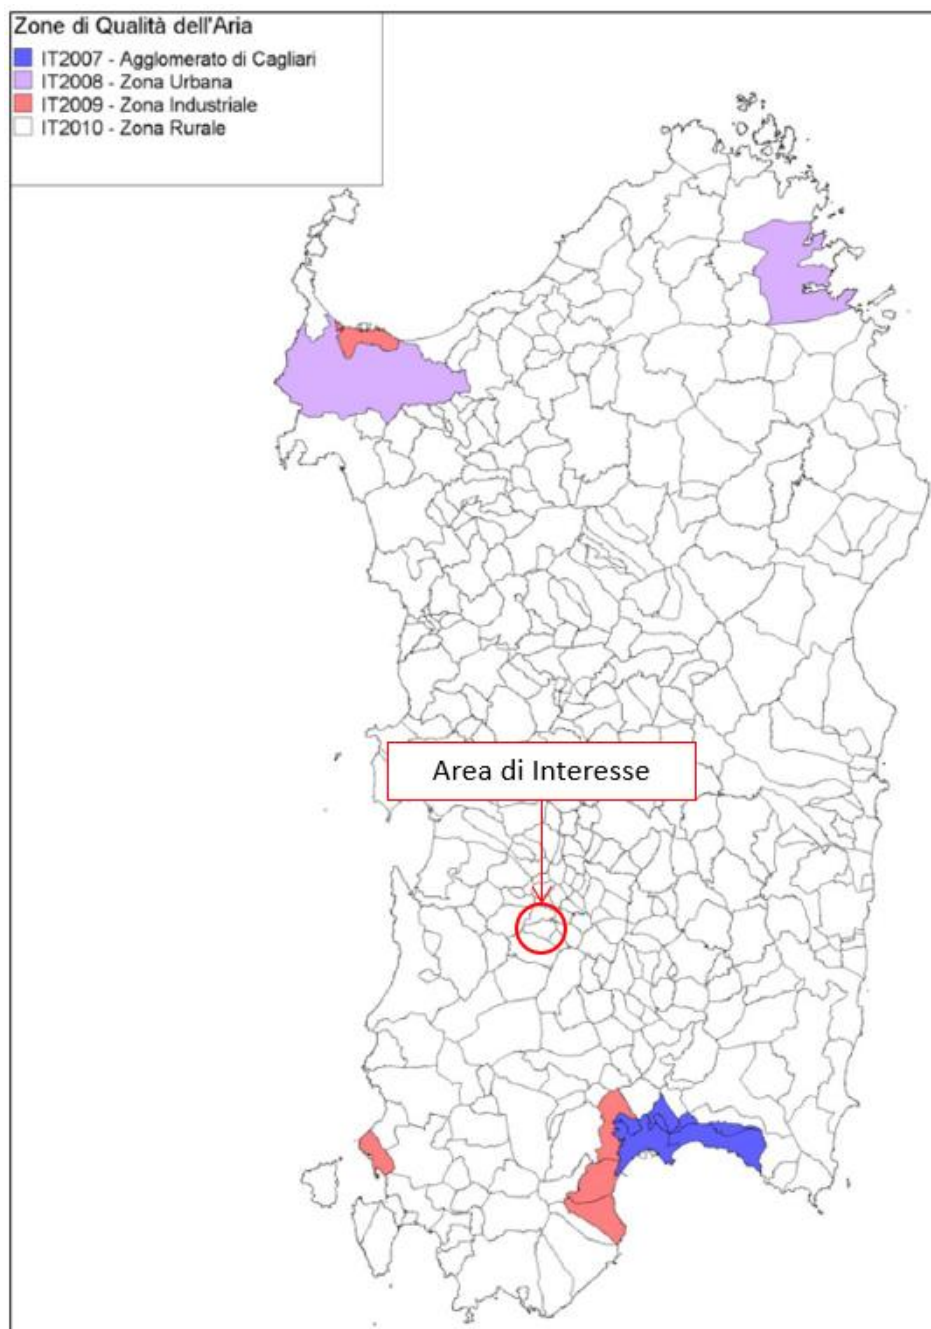 Zone di Qualità dell'Aria
IT2007 - Agglomerato di Cagliari
IT2008 - Zona Urbana
IT2009 - Zona Industriale
IT2010 - Zona Rurale
Area di Interesse